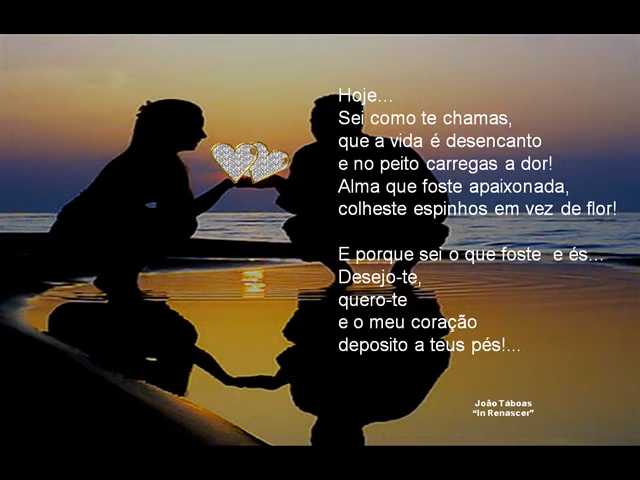 Hoje...
Sei como te chamas,
que a vida é desencanto
e no peito carregas a dor!
Alma que foste apaixonada,
colheste espinhos em vez de flor!

E porque sei o que foste  e és...
Desejo-te,
quero-te
e o meu coração
deposito a teus pés!...

João Táboas
“In Renascer”